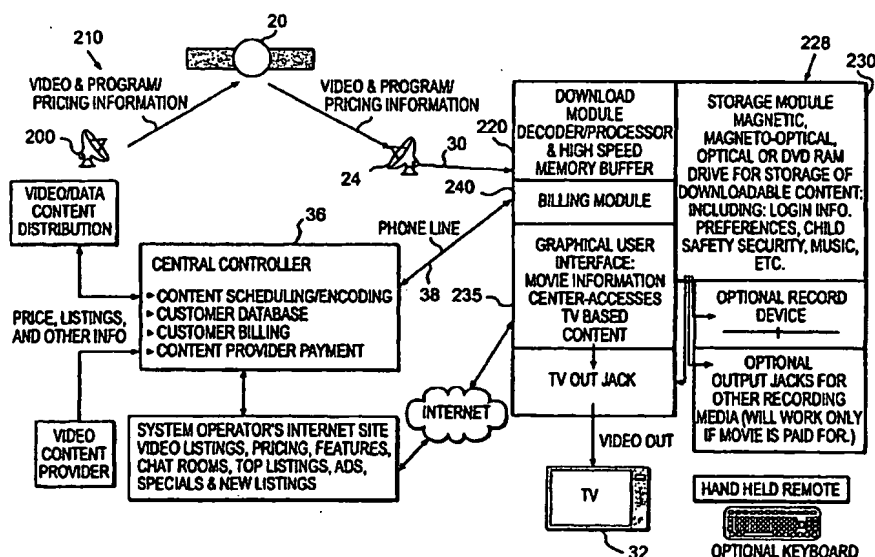 210
20
VIDEO & PROGRAM/
PRICING INFORMATION
VIDEO & PROGRAM/
PRICING INFORMATION
200
24
30
VIDEO/DATA
CONTENT
DISTRIBUTION
36
PHONE LINE
38
CENTRAL CONTROLLER
CONTENT SCHEDULING/ENCODING
CUSTOMER DATABASE
CUSTOMER BILLING
CONTENT PROVIDER PAYMENT
PRICE, LISTINGS,
AND OTHER INFO
VIDEO
CONTENT
PROVIDER
SYSTEM OPERATOR'S INTERNET SITE
VIDEO LISTINGS, PRICING, FEATURES,
CHAT ROOMS, TOP LISTINGS, ADS,
SPECIALS & NEW LISTINGS
INTERNET
220
240
235
DOWNLOAD
MODULE
DECODER/PROCESSOR
& HIGH SPEED
MEMORY BUFFER
BILLING MODULE
GRAPHICAL USER
INTERFACE:
MOVIE INFORMATION
CENTER-ACCESSES
TV BASED
CONTENT
TV OUT JACK
VIDEO OUT
TV
32
228
230
STORAGE MODULE
MAGNETIC,
MAGNETO-OPTICAL,
OPTICAL OR DVD RAM
DRIVE FOR STORAGE OF
DOWNLOADABLE CONTENT;
INCLUDING: LOGIN INFO.
PREFERENCES, CHILD
SAFETY SECURITY, MUSIC,
ETC.
OPTIONAL RECORD
DEVICE
OPTIONAL
OUTPUT JACKS FOR
OTHER RECORDING
MEDIA (WILL WORK ONLY
IF MOVIE IS PAID FOR.)
HAND HELD REMOTE
OPTIONAL KEYBOARD